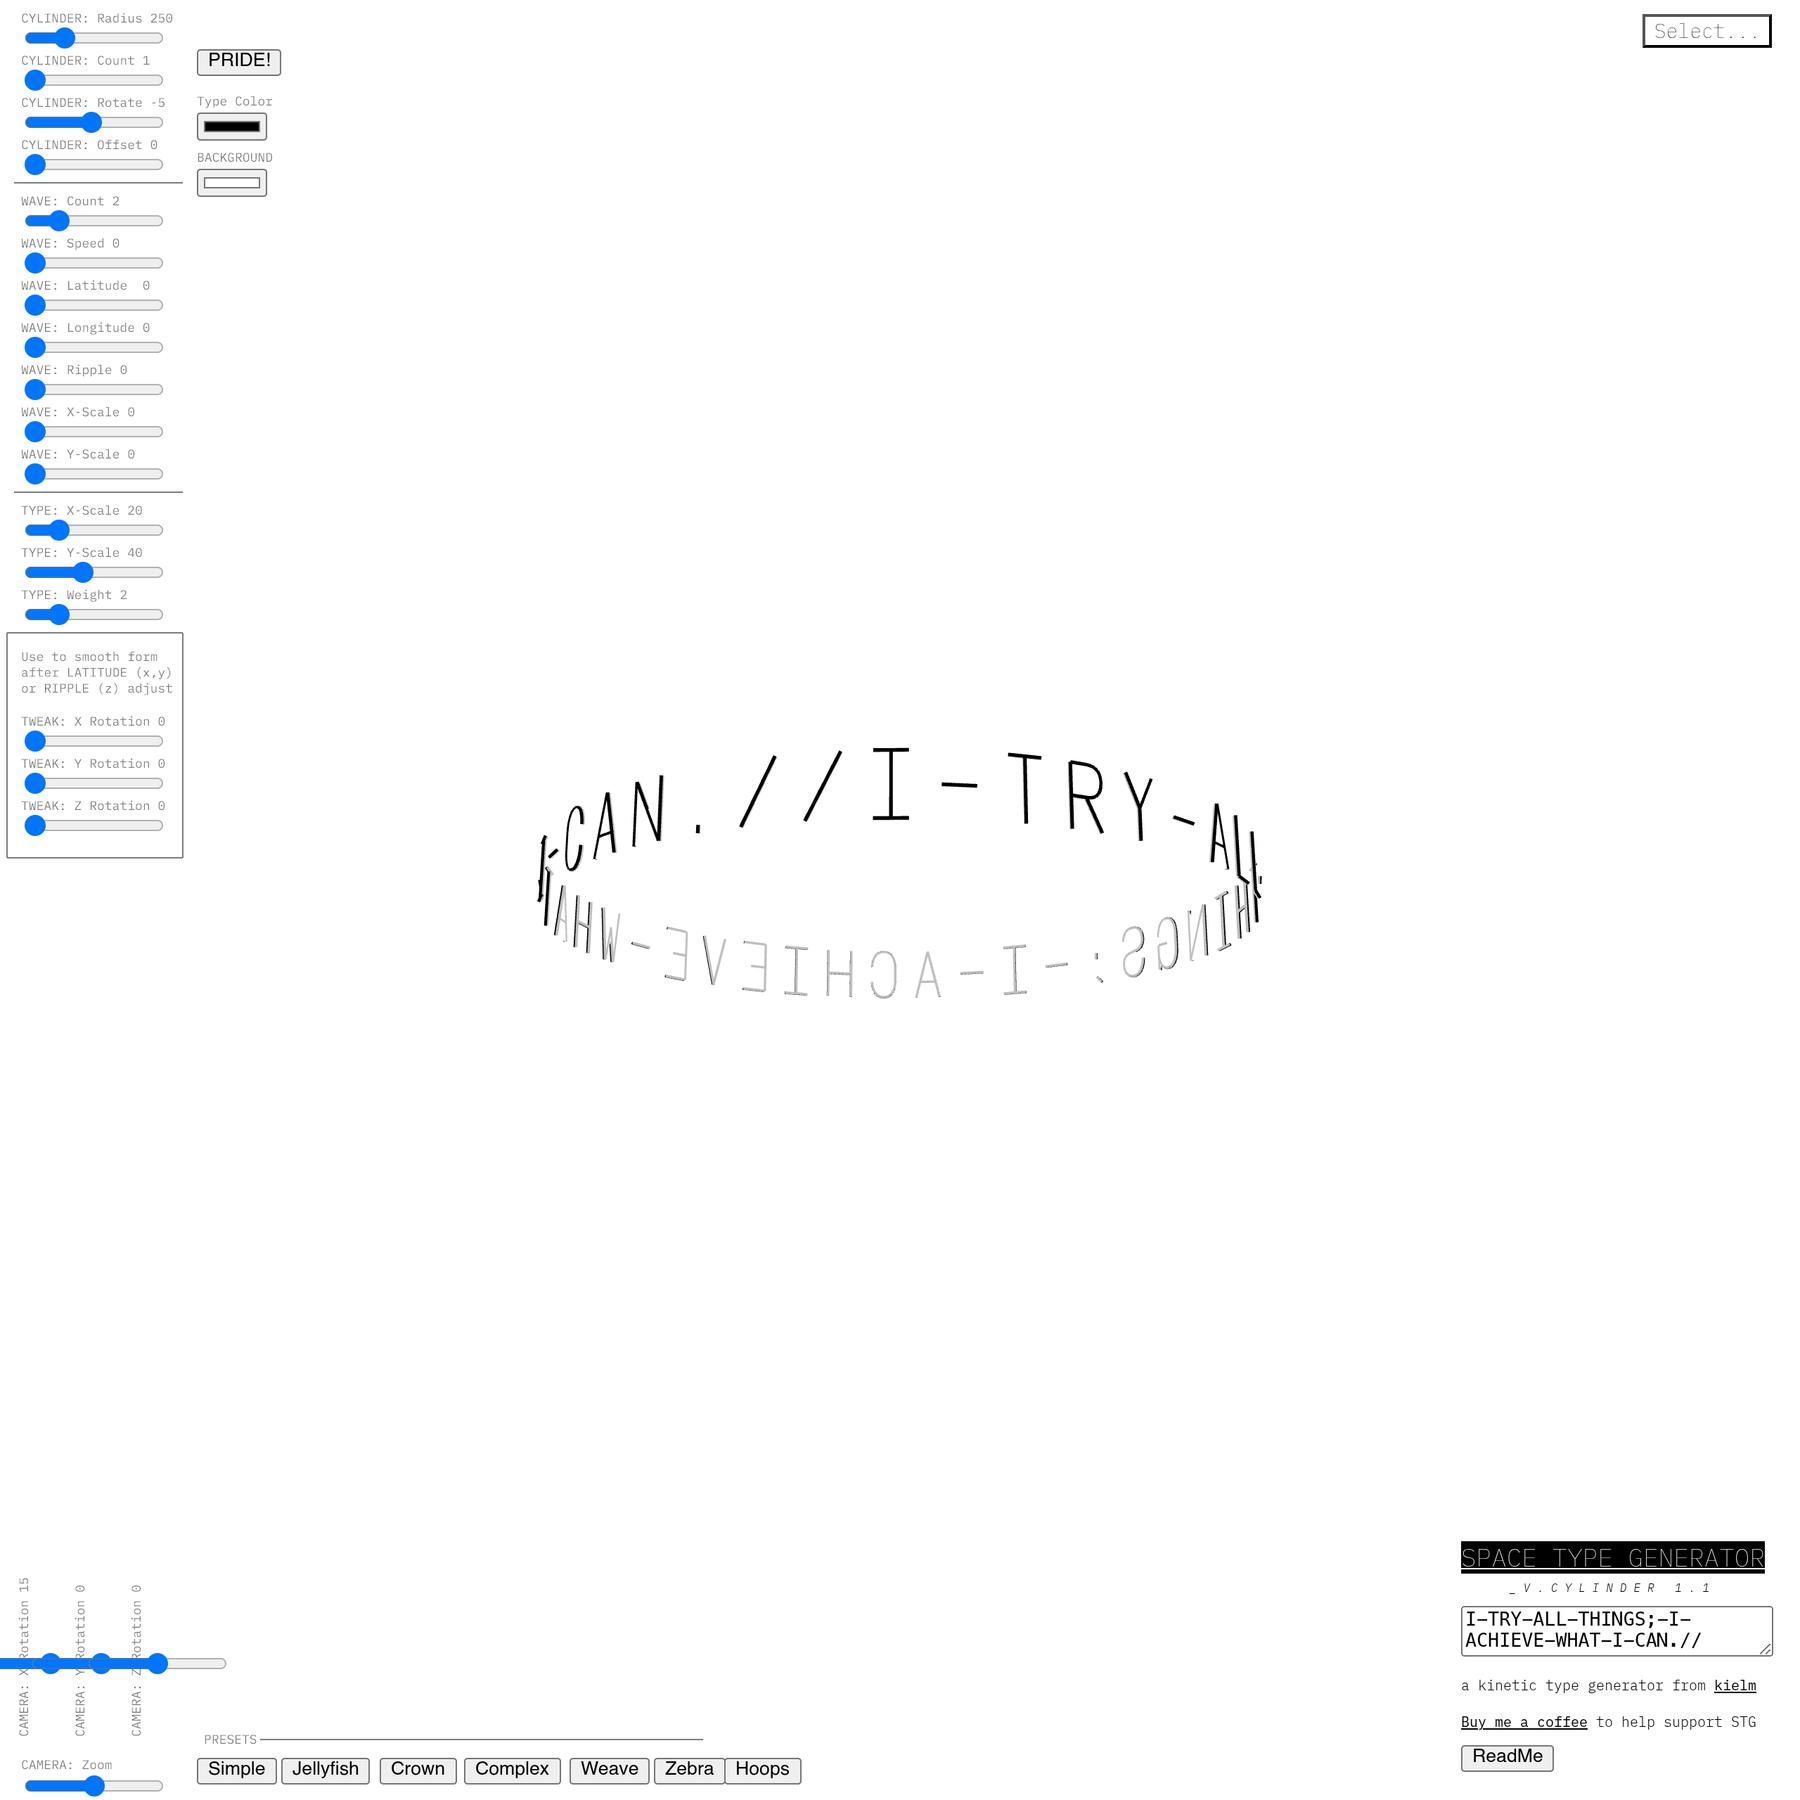 CYLINDER: Radius 250
CYLINDER: Count 1
CYLINDER: Rotate -5
CYLINDER: Offset 0
WAVE: Count 2
WAVE: Speed 0
WAVE: Latitude  0
WAVE: Longitude 0
WAVE: Ripple 0
WAVE: X-Scale 0
WAVE: Y-Scale 0
TYPE: X-Scale 20
TYPE: Y-Scale 40
TYPE: Weight 2
Use to smooth form
after LATITUDE (x,y)
or RIPPLE (z) adjust
TWEAK: X Rotation 0
TWEAK: Y Rotation 0
TWEAK: Z Rotation 0
PRIDE!
Type Color
BACKGROUND
Select...
I-CAN.//I-TRY-ALL-
THINGS;-I-ACHIEVE-WHAT
CAMERA: X Rotation 15
CAMERA: Y Rotation 0
CAMERA: Z Rotation 0
CAMERA: Zoom
PRESETS
Simple Jellyfish Crown Complex Weave Zebra Hoops
SPACE TYPE GENERATOR
_V.CYLINDER 1.1
I-TRY-ALL-THINGS;-I-
ACHIEVE-WHAT-I-CAN.//
a kinetic type generator from kielm
Buy me a coffee to help support STG
ReadMe